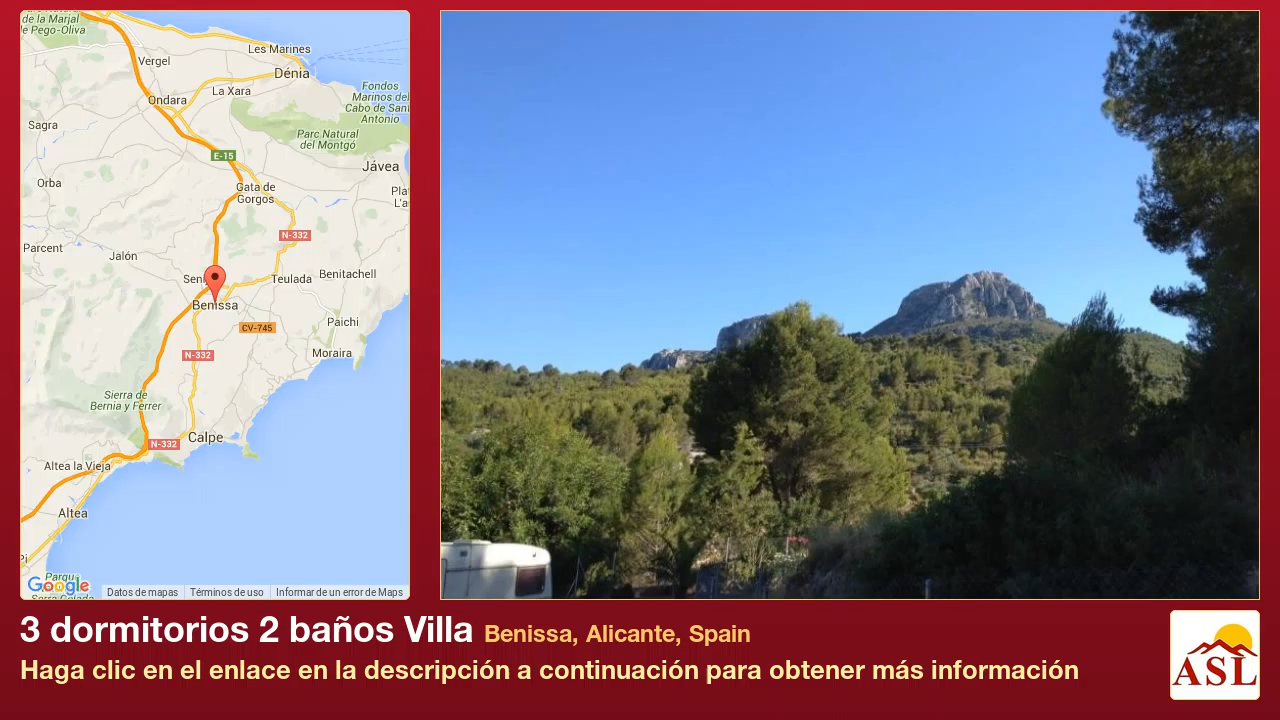 de la Marjal
de Pego-Oliva
Les Marines
Vergel
Dénia
La Xara
Fondos
Marinos del
Cabo de San
Antonio
Ondara
Sagra
Parc Natural
del Montgó
E-15
Jávea
Orba
Gata de
Gorgos
N-332
Parcent
Jalón
Teulada
Benitachell
Benissa
CV-745
Paichi
N-332
Moraira
Sierra de
Bernia y Ferrer
N-332
Calpe
Altea la Vieja
Altea
Google
Datos de mapas
Términos de uso
Informar de un error de Maps
3 dormitorios 2 baños Villa Benissa, Alicante, Spain
Haga clic en el enlace en la descripción a continuación para obtener más información
ASL